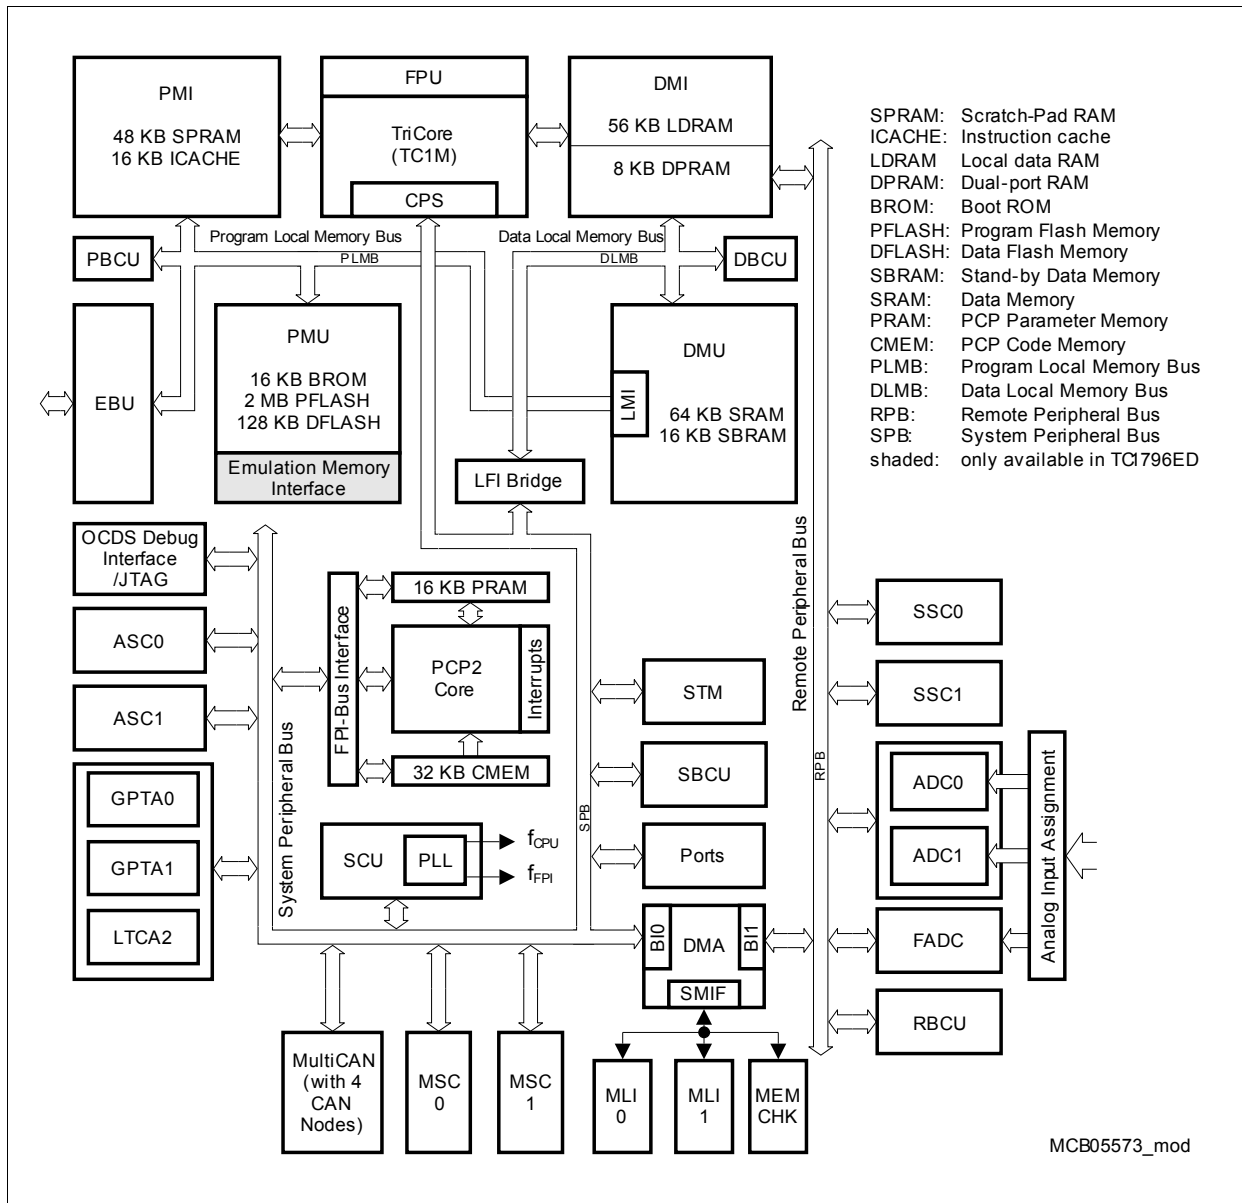 FPU
PMI
48 KB SPRAM
16 KB ICACHE
TriCore
(TC1M)
CPS
DMI
56 KB LDRAM
8 KB DPRAM
SPRAM: Scratch-Pad RAM
ICACHE: Instruction cache
LDRAM Local data RAM
DPRAM: Dual-port RAM
BROM: Boot ROM
PFLASH: Program Flash Memory
DFLASH: Data Flash Memory
SBRAM: Stand-by Data Memory
SRAM: Data Memory
PRAM: PCP Parameter Memory
CMEM: PCP Code Memory
PLMB: Program Local Memory Bus
DLMB: Data Local Memory Bus
RPB: Remote Peripheral Bus
SPB: System Peripheral Bus
shaded: only available in TC1796ED
Program Local Memory Bus
Data Local Memory Bus
PBCU
PLMB
DLMB
DBCU
EBU
PMU
16 KB BROM
2 MB PFLASH
128 KB DFLASH
Emulation Memory
Interface
DMU
LMI
64 KB SRAM
16 KB SBRAM
LFI Bridge
OCDS Debug
Interface
/JTAG
ASC0
ASC1
GPTA0
GPTA1
LTCA2
System Peripheral Bus
FPI-Bus Interface
16 KB PRAM
PCP2
Core
Interrupts
32 KB CMEM
SCU
PLL
fCPU
fFPI
SPB
STM
SBCU
Ports
BI0
DMA
BI1
SMIF
Remote Peripheral Bus
RPB
SSC0
SSC1
ADC0
ADC1
FADC
RBCU
Analog Input Assignment
MultiCAN
(with 4
CAN
Nodes)
MSC
0
MSC
1
MLI
0
MLI
1
MEM
CHK
MCB05573_mod